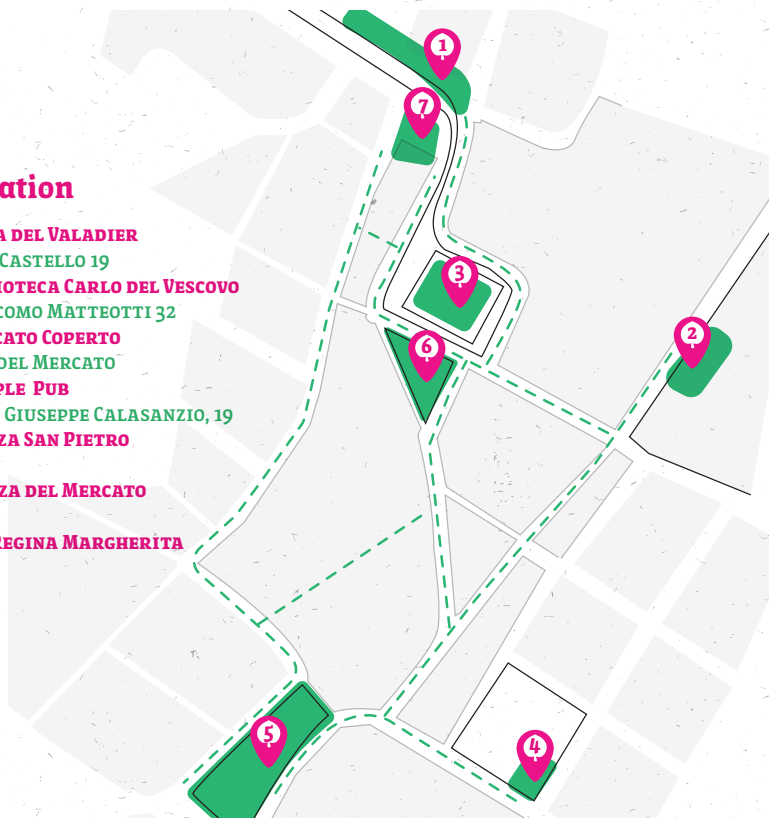 ation
A DEL VALADIER
CASTELLO 19
IOTECA CARLO DEL VESCOVO
COMO MATTEOTTI 32
CATO COPERTO
DEL MERCATO
PLE PUB
GIUSEPPE CALASANZIO, 19
ZA SAN PIETRO
ZA DEL MERCATO
REGINA MARGHERITA
1
7
3
2
6
5
4